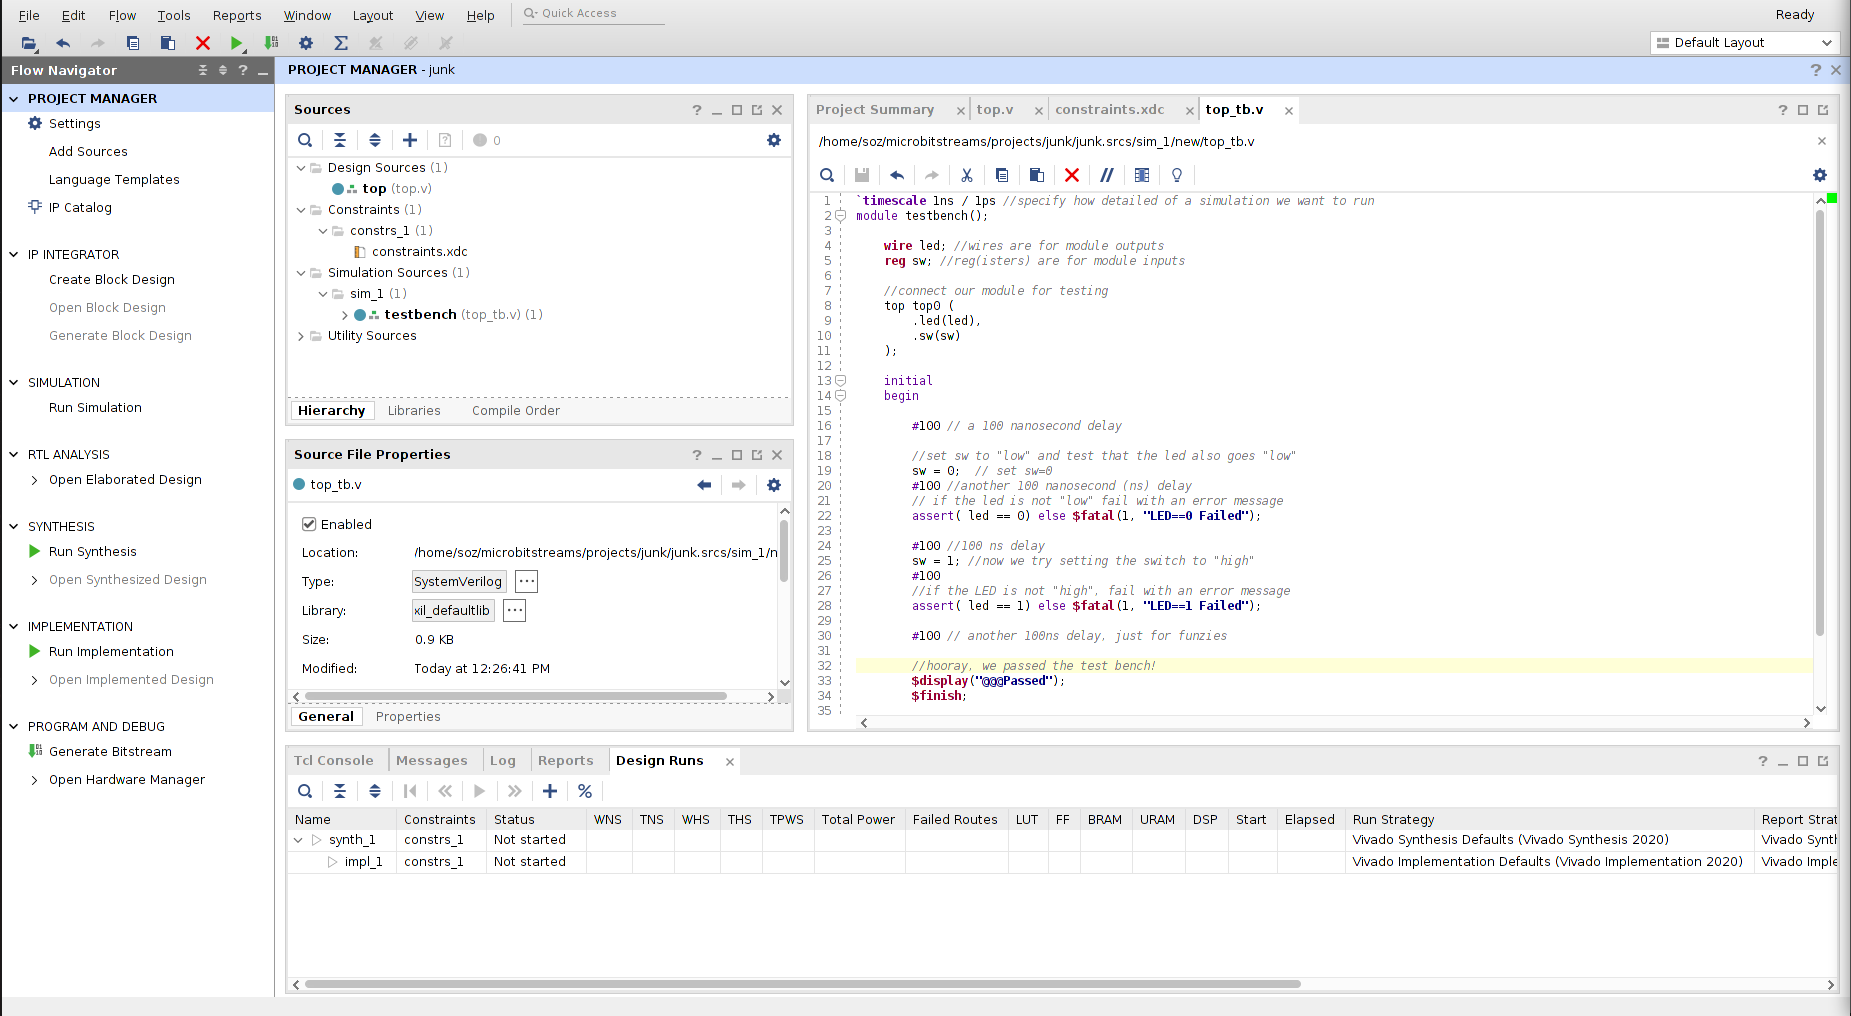 File Edit Flow Tools Reports Window Layout View Help Quick Access Ready
Default Layout
Flow Navigator
PROJECT MANAGER
Settings
Add Sources
Language Templates
IP Catalog
IP INTEGRATOR
Create Block Design
Open Block Design
Generate Block Design
SIMULATION
Run Simulation
RTL ANALYSIS
Open Elaborated Design
SYNTHESIS
Run Synthesis
Open Synthesized Design
IMPLEMENTATION
Run Implementation
Open Implemented Design
PROGRAM AND DEBUG
Generate Bitstream
Open Hardware Manager
PROJECT MANAGER - junk
Sources
0
Design Sources (1)
top (top.v)
Constraints (1)
constrs_1 (1)
constraints.xdc
Simulation Sources (1)
sim_1 (1)
testbench (top_tb.v) (1)
Utility Sources
Hierarchy Libraries Compile Order
Source File Properties
top_tb.v
Enabled
Location: /home/soz/microbitstreams/projects/junk/junk.srcs/sim_1/n
Type: SystemVerilog ...
Library: xil_defaultlib ...
Size: 0.9 KB
Modified: Today at 12:26:41 PM
General Properties
Project Summary top.v constraints.xdc top_tb.v
/home/soz/microbitstreams/projects/junk/junk.srcs/sim_1/new/top_tb.v
1 `timescale 1ns / 1ps //specify how detailed of a simulation we want to run
2 module testbench();
3
4 wire led; //wires are for module outputs
5 reg sw; //reg(isters) are for module inputs
6
7 //connect our module for testing
8 top top0 (
9 .led(led),
10 .sw(sw)
11 );
12
13 initial
14 begin
15
16 #100 // a 100 nanosecond delay
17
18 //set sw to "low" and test that the led also goes "low"
19 sw = 0; // set sw=0
20 #100 //another 100 nanosecond (ns) delay
21 // if the led is not "low" fail with an error message
22 assert( led == 0) else $fatal(1, "LED==0 Failed");
23
24 #100 //100 ns delay
25 sw = 1; //now we try setting the switch to "high"
26 #100
27 //if the LED is not "high", fail with an error message
28 assert( led == 1) else $fatal(1, "LED==1 Failed");
29
30 #100 // another 100ns delay, just for funzies
31
32 //hooray, we passed the test bench!
33 $display("@@@Passed");
34 $finish;
35
Tcl Console Messages Log Reports Design Runs
Name Constraints Status WNS TNS WHS THS TPWS Total Power Failed Routes LUT FF BRAM URAM DSP Start Elapsed Run Strategy Report Strat
synth_1 constrs_1 Not started Vivado Synthesis Defaults (Vivado Synthesis 2020) Vivado Synth
impl_1 constrs_1 Not started Vivado Implementation Defaults (Vivado Implementation 2020) Vivado Imple